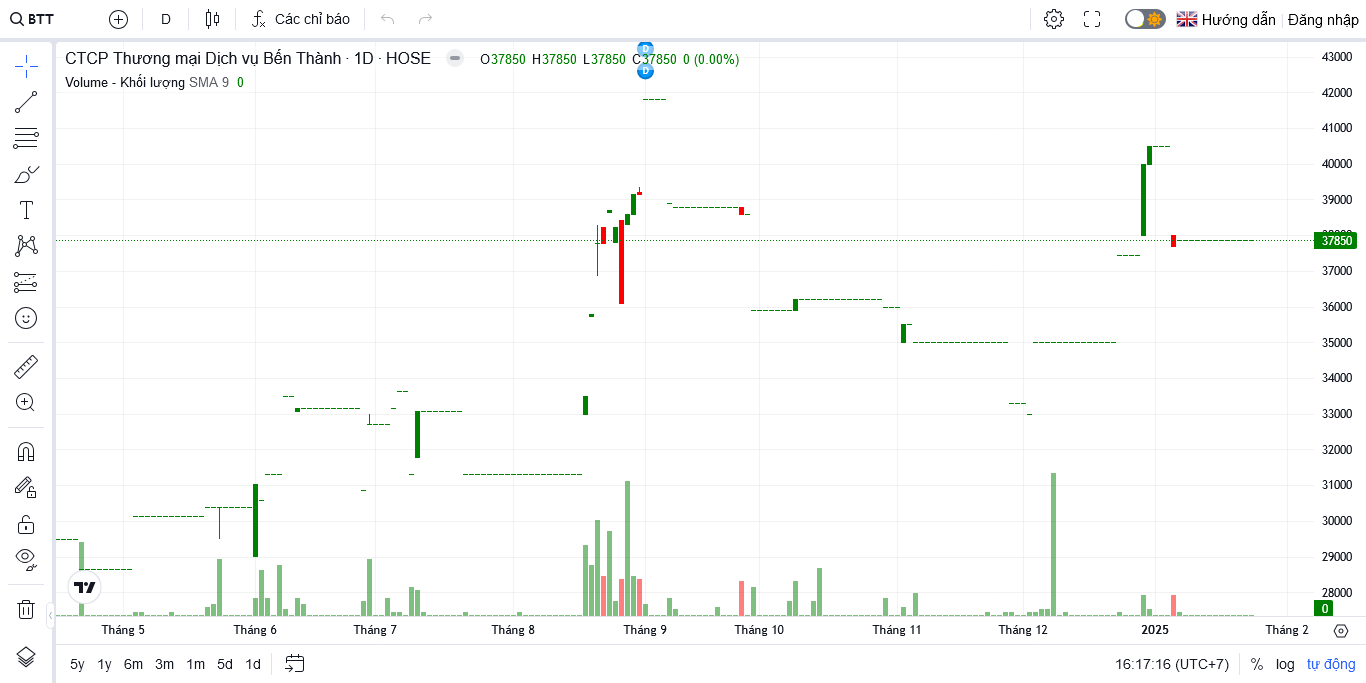 BTT D Các chỉ báo Hướng dẫn Đăng nhập
CTCP Thương mại Dịch vụ Bến Thành · 1D · HOSE O37850 H37850 L37850 C37850 0 (0.00%)
Volume - Khối lượng SMA 9 0
D
D
43000
42000
41000
40000
39000
37850
37000
36000
35000
34000
33000
32000
31000
30000
29000
28000
0
Tháng 5 Tháng 6 Tháng 7 Tháng 8 Tháng 9 Tháng 10 Tháng 11 Tháng 12 2025 Tháng 2
5y 1y 6m 3m 1m 5d 1d 16:17:16 (UTC+7) % log tự động